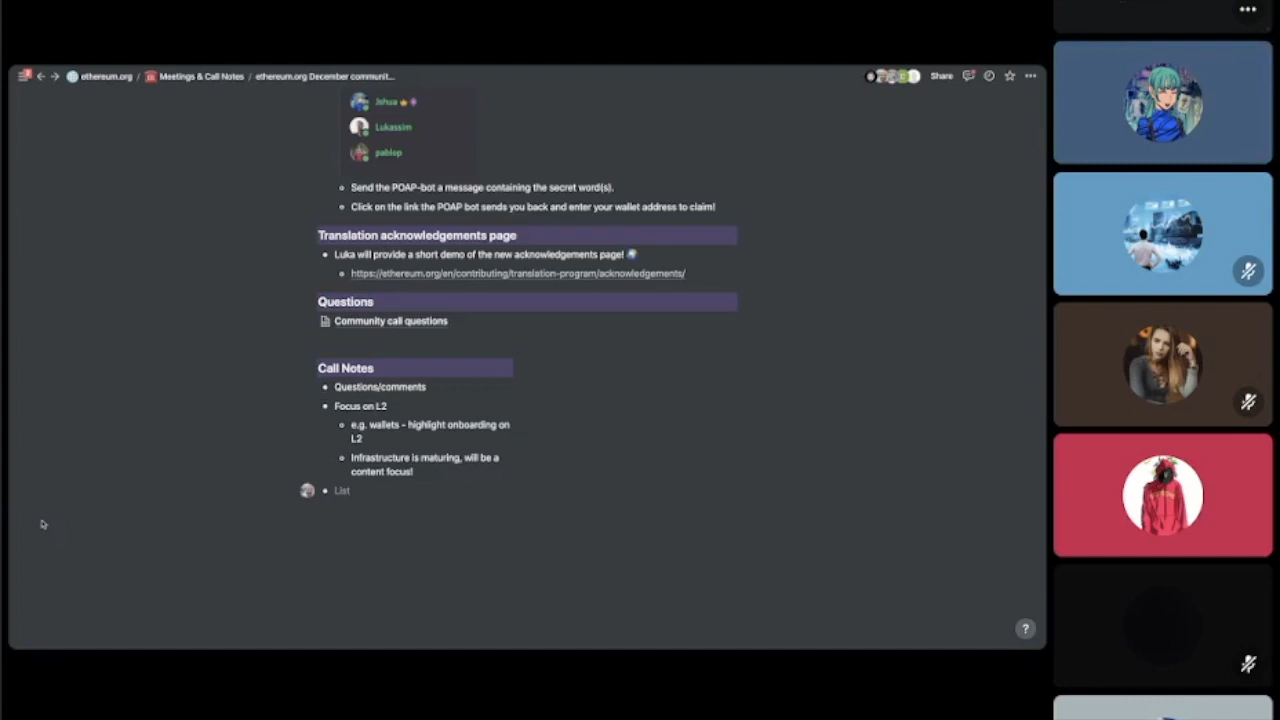 ethereum.org / Meetings & Call Notes / ethereum.org December communit...
Share
Jshua
Lukassim
pablop
Send the POAP-bot a message containing the secret word(s).
Click on the link the POAP bot sends you back and enter your wallet address to claim!
Translation acknowledgements page
Luka will provide a short demo of the new acknowledgements page!
https://ethereum.org/en/contributing/translation-program/acknowledgements/
Questions
Community call questions
Call Notes
Questions/comments
Focus on L2
e.g. wallets - highlight onboarding on
L2
Infrastructure is maturing, will be a
content focus!
List
?